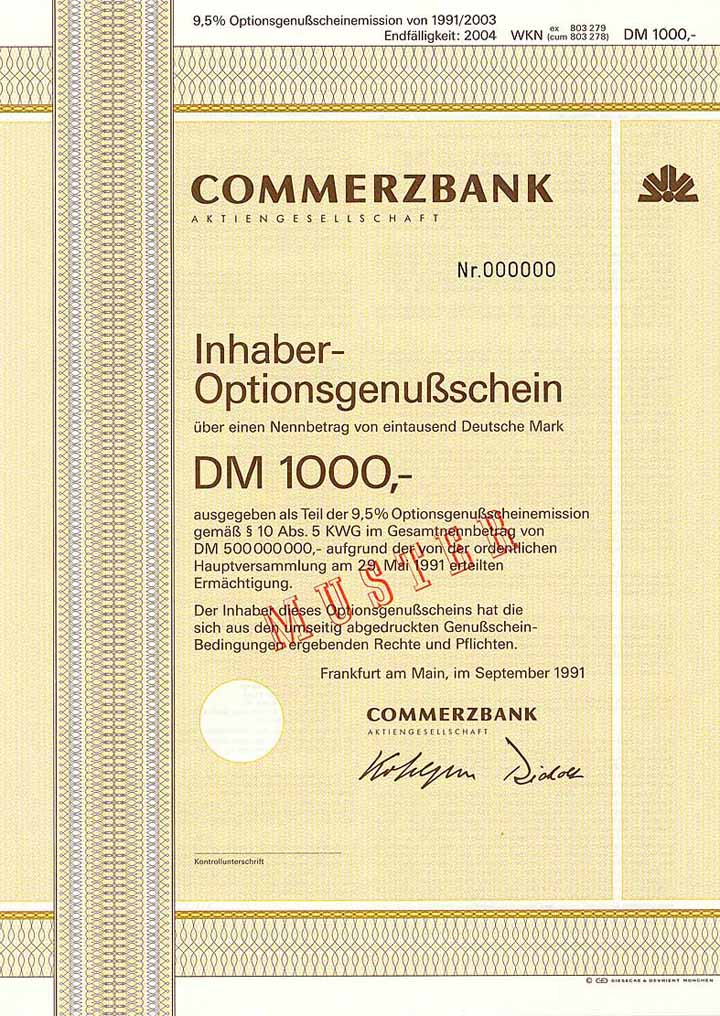 9,5% Optionsgenußscheinemission von 1991/2003
Endfälligkeit: 2004 WKN (ex 803 279 cum 803 278) DM 1000,-
COMMERZBANK
AKTIENGESELLSCHAFT
Nr.000000
Inhaber-
Optionsgenußschein
über einen Nennbetrag von eintausend Deutsche Mark
DM 1000,-
ausgegeben als Teil der 9,5% Optionsgenußscheinemission
gemäß § 10 Abs. 5 KWG im Gesamtnennbetrag von
DM 500 000 000,- aufgrund der von der ordentlichen
Hauptversammlung am 29. Mai 1991 erteilten
Ermächtigung.
MUSTER
Der Inhaber dieses Optionsgenußscheins hat die
sich aus den umseitig abgedruckten Genußschein-
Bedingungen ergebenden Rechte und Pflichten.
Frankfurt am Main, im September 1991
COMMERZBANK
AKTIENGESELLSCHAFT
Kontrollunterschrift
© GD GIESECKE & DEVRIENT MÜNCHEN